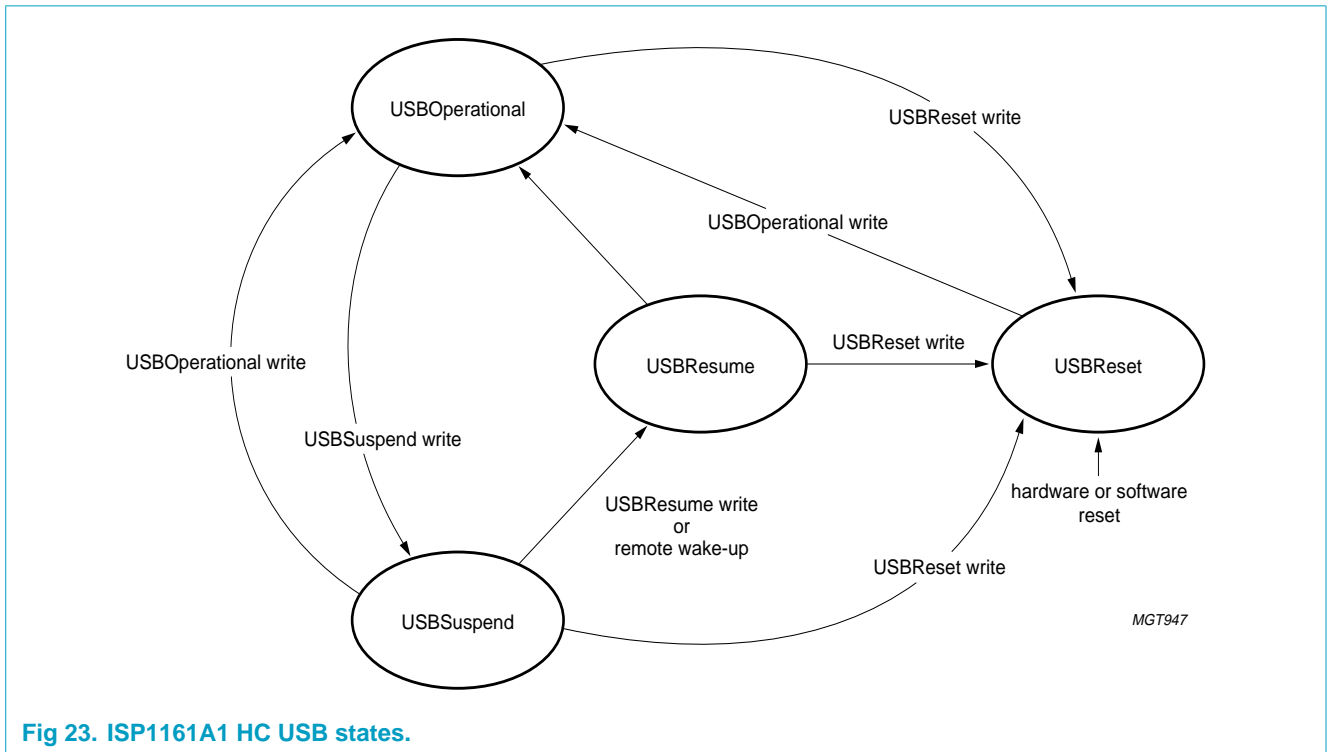 USBOperational
USBReset write
USBOperational write
USBReset write
USBResume
USBReset
USBOperational write
USBSuspend write
hardware or software
reset
USBResume write
or
remote wake-up
USBReset write
USBSuspend
MGT947
Fig 23. ISP1161A1 HC USB states.